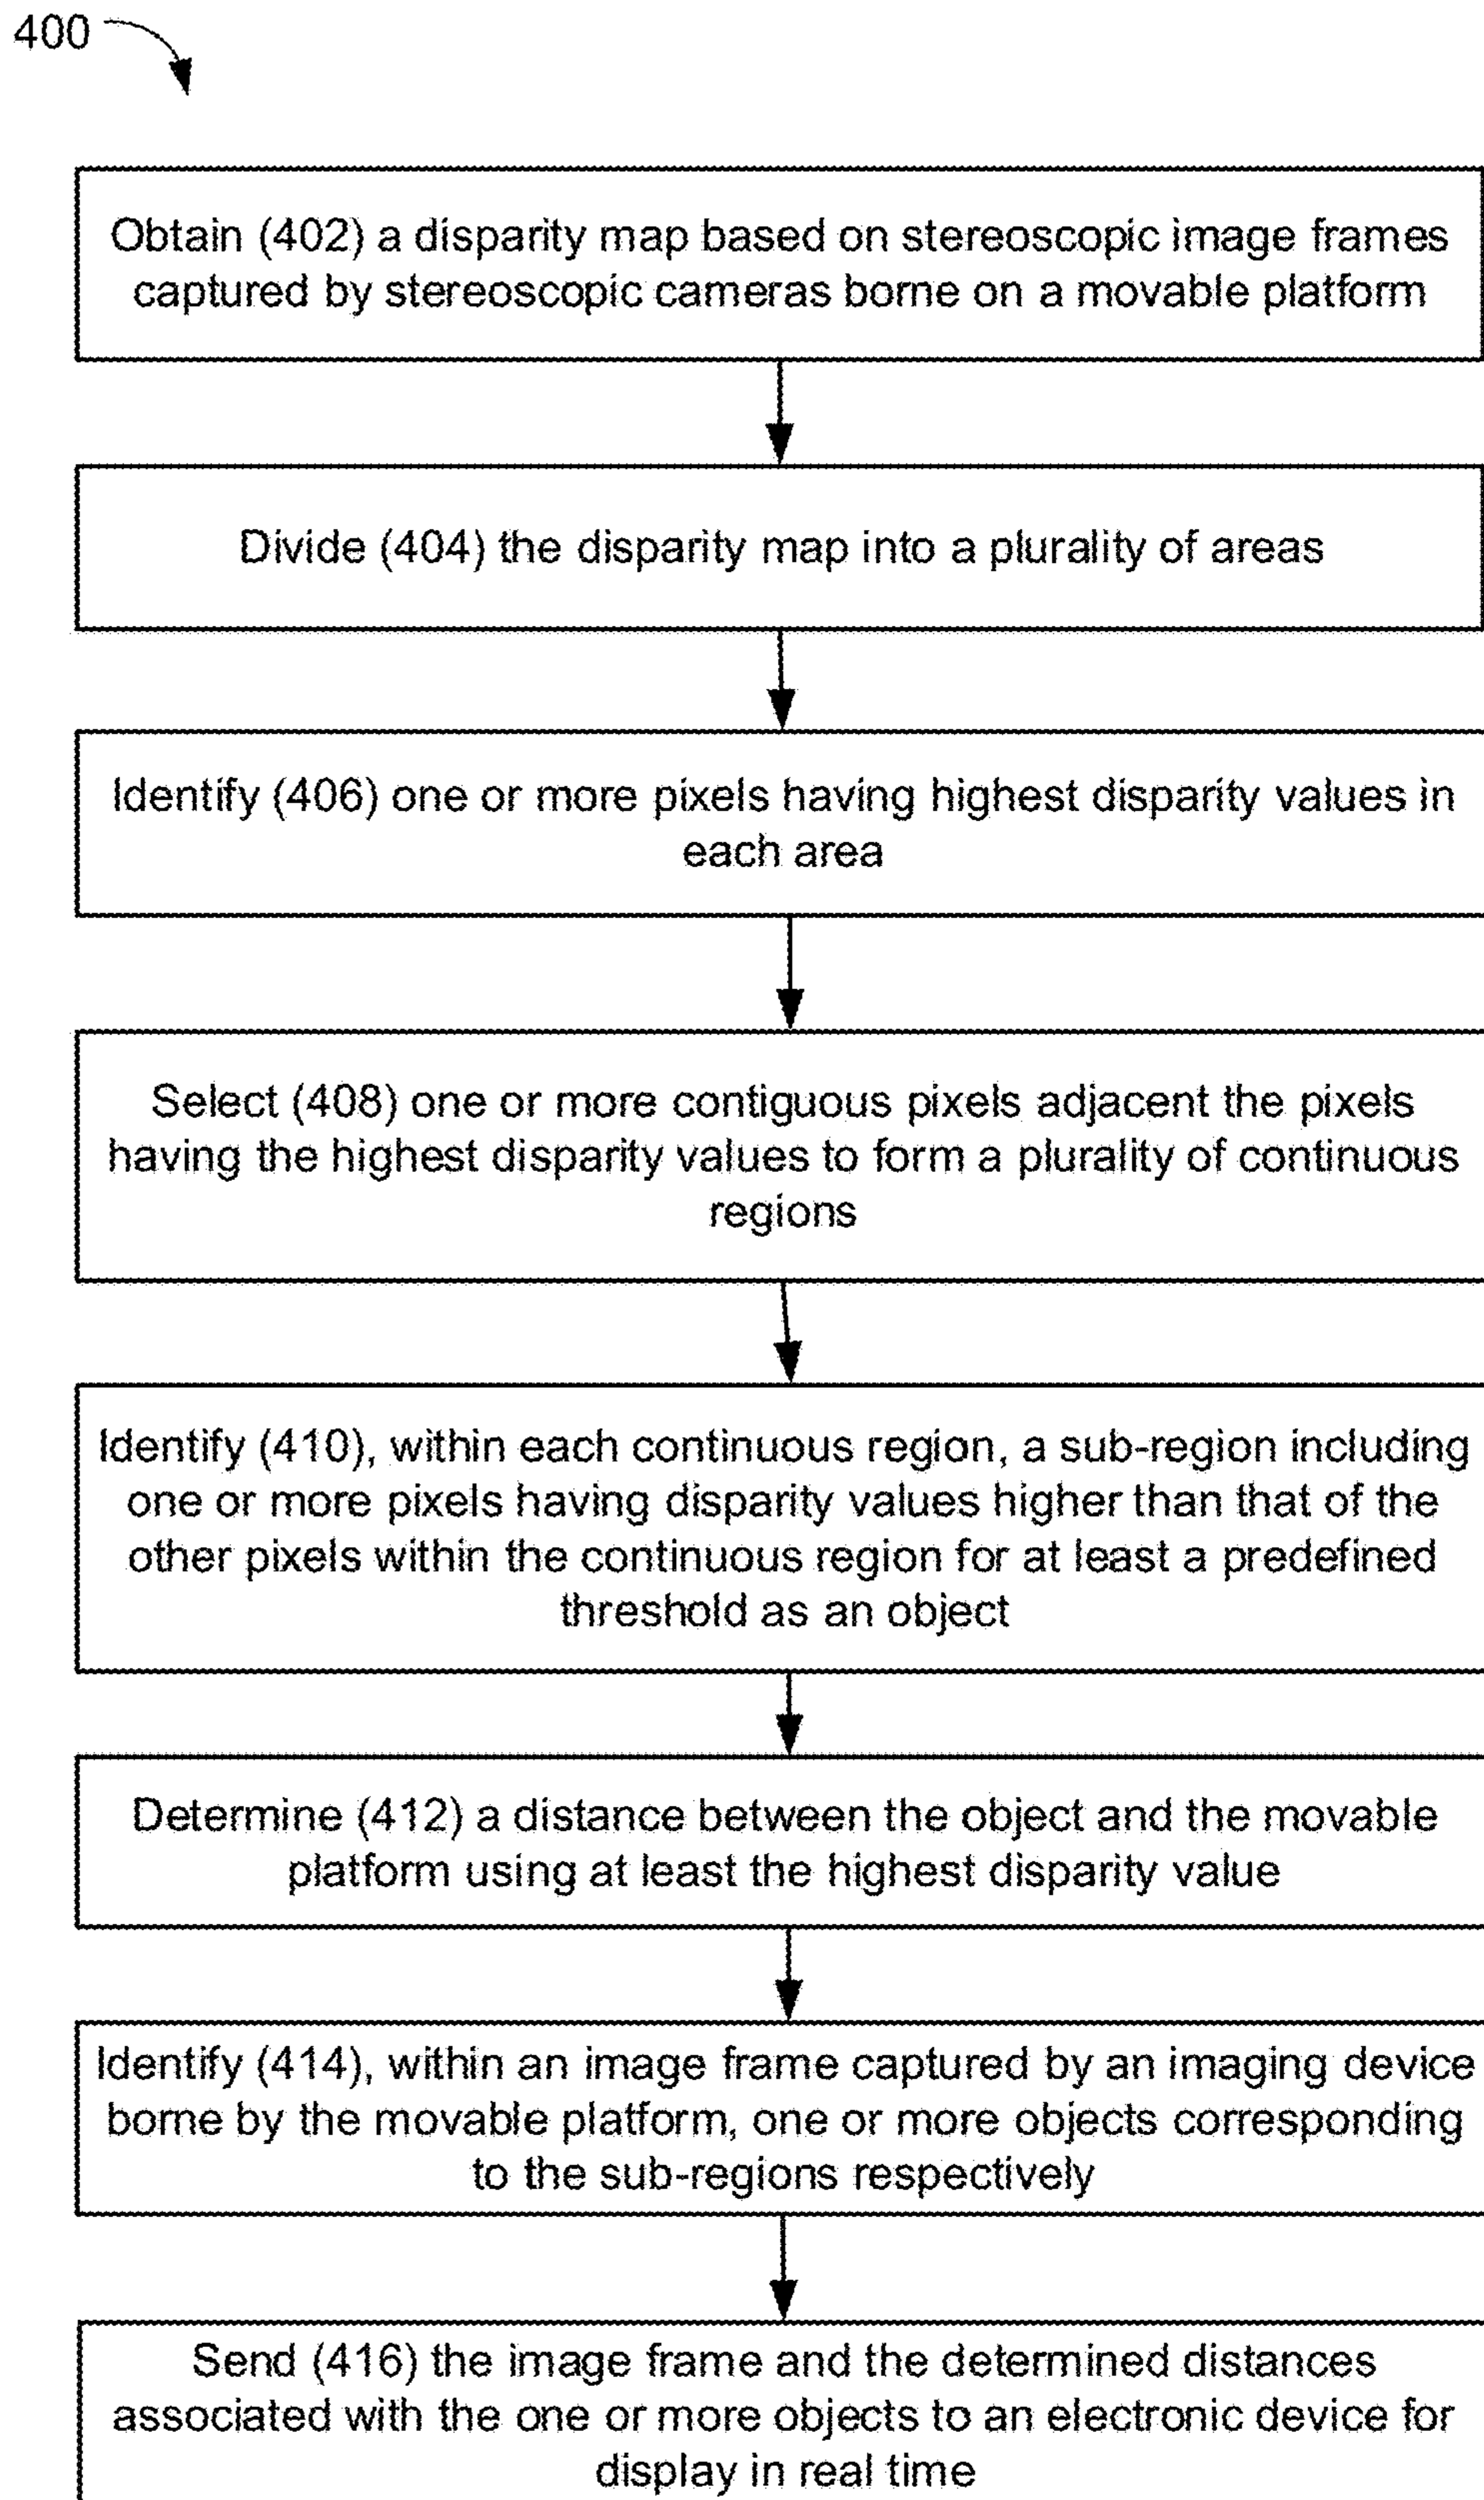 400
Obtain (402) a disparity map based on stereoscopic image frames
captured by stereoscopic cameras borne on a movable platform
Divide (404) the disparity map into a plurality of areas
Identify (406) one or more pixels having highest disparity values in
each area
Select (408) one or more contiguous pixels adjacent the pixels
having the highest disparity values to form a plurality of continuous
regions
Identify (410), within each continuous region, a sub-region including
one or more pixels having disparity values higher than that of the
other pixels within the continuous region for at least a predefined
threshold as an object
Determine (412) a distance between the object and the movable
platform using at least the highest disparity value
Identify (414), within an image frame captured by an imaging device
borne by the movable platform, one or more objects corresponding
to the sub-regions respectively
Send (416) the image frame and the determined distances
associated with the one or more objects to an electronic device for
display in real time